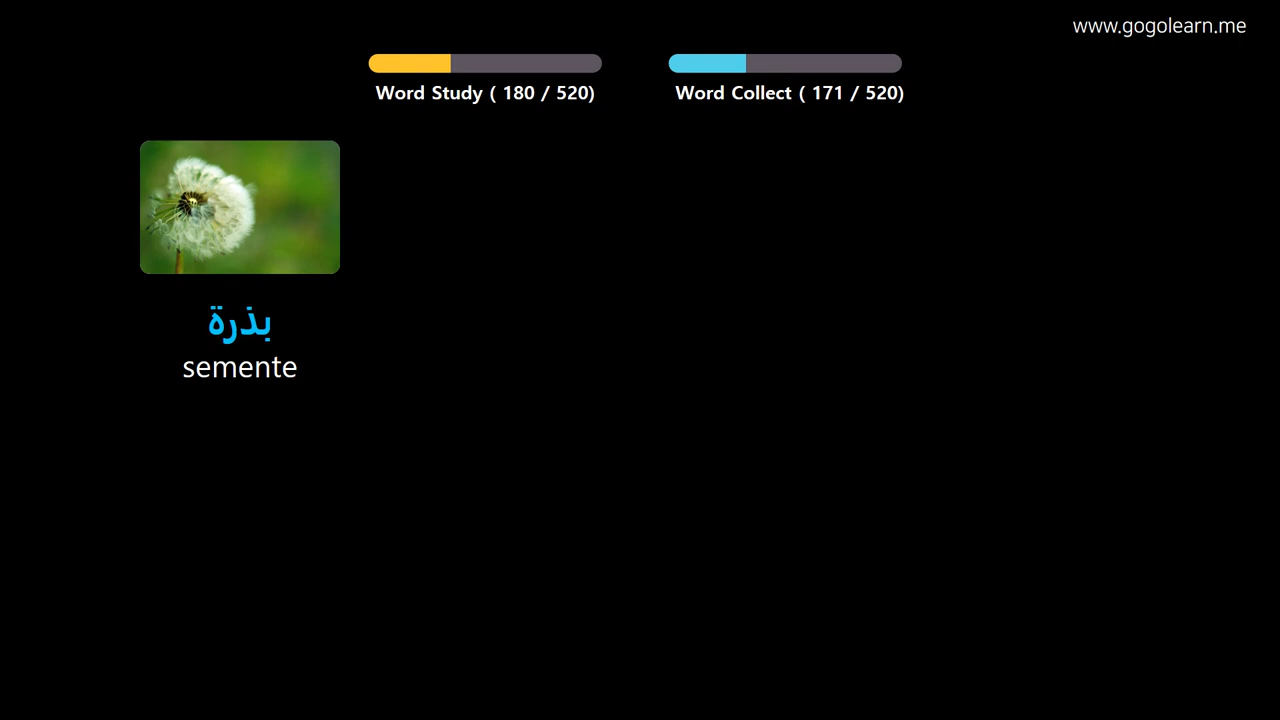 www.gogolearn.me
Word Study ( 180 / 520)
Word Collect ( 171 / 520)
بذرة
semente